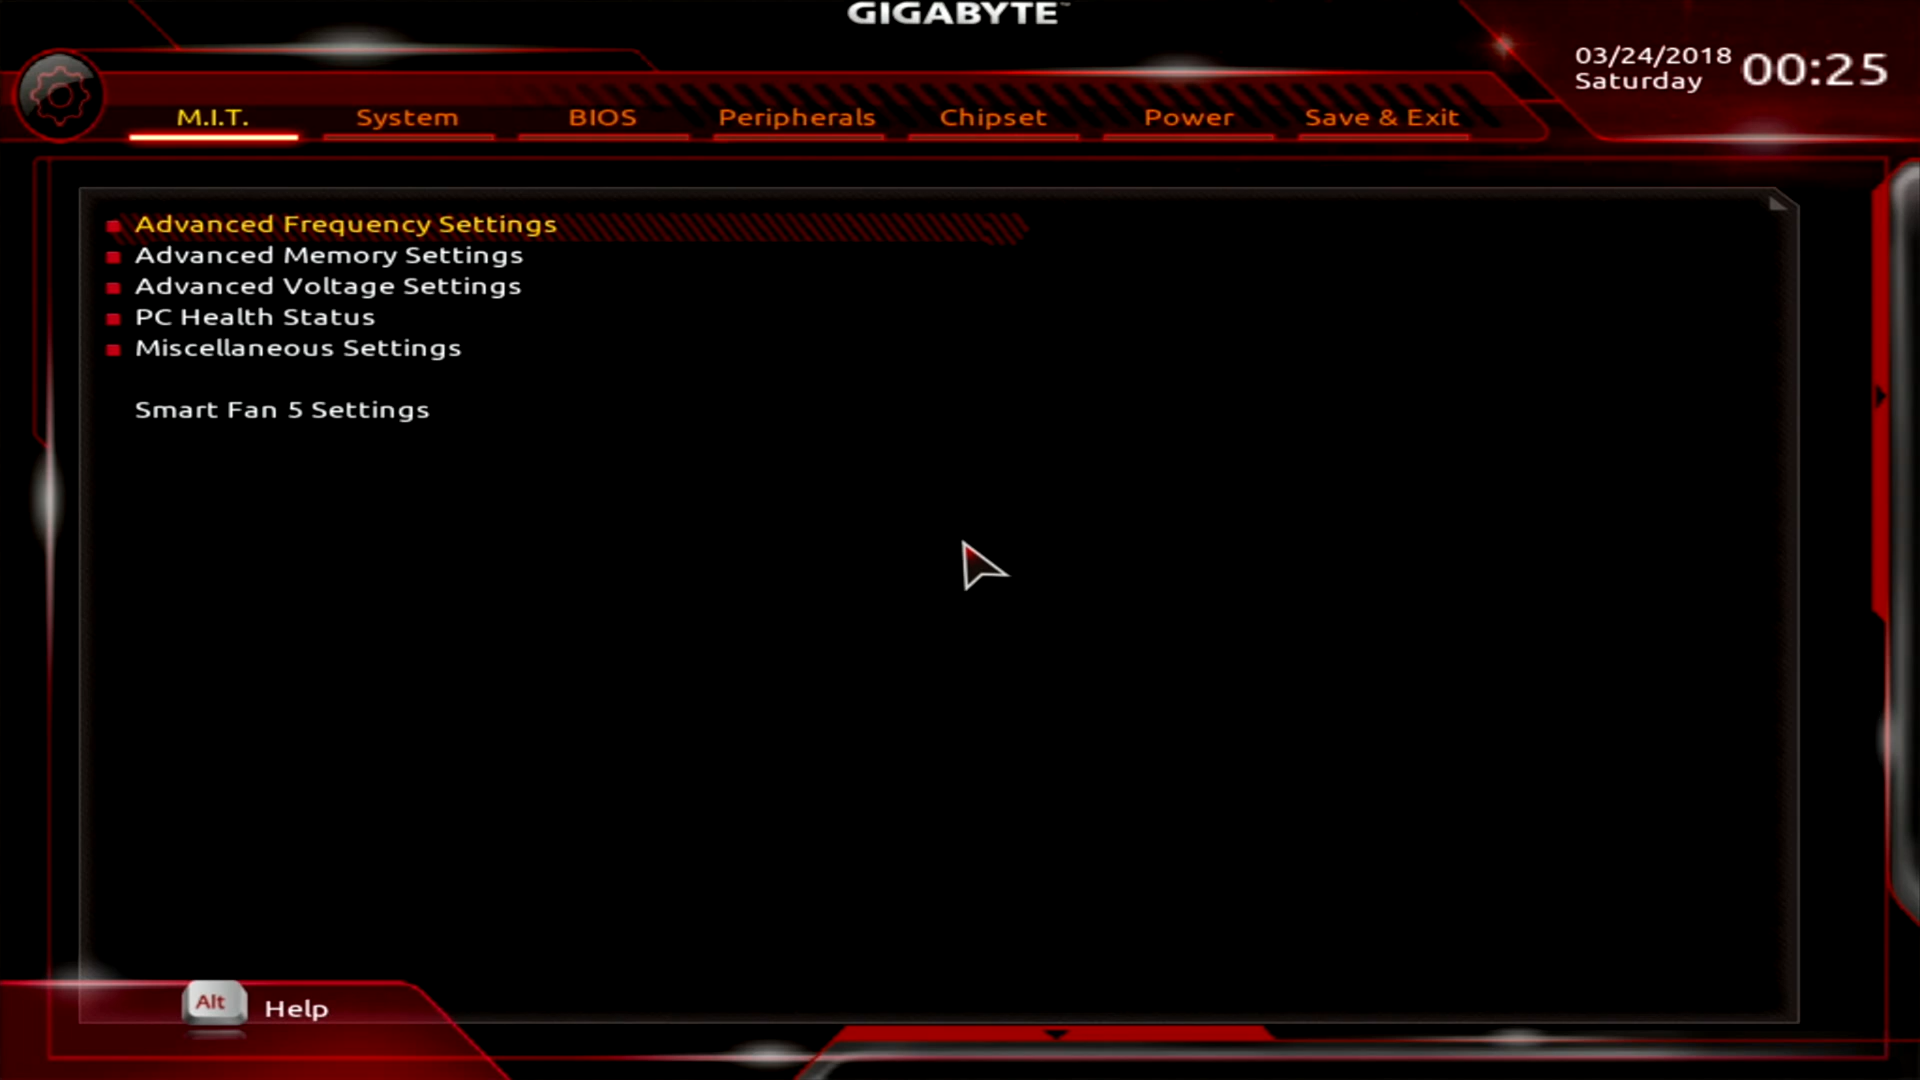 GIGABYTE™
03/24/2018
Saturday
00:25
M.I.T.
System
BIOS
Peripherals
Chipset
Power
Save & Exit
Advanced Frequency Settings
Advanced Memory Settings
Advanced Voltage Settings
PC Health Status
Miscellaneous Settings
Smart Fan 5 Settings
Alt
Help